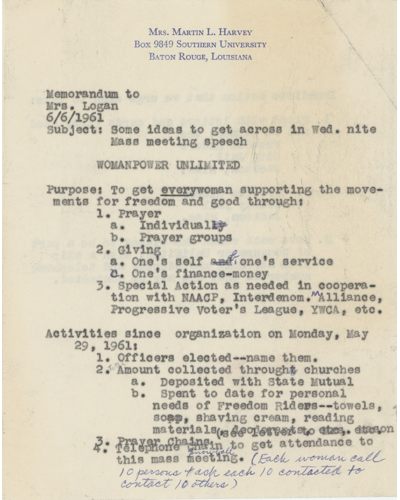 Mrs. Martin L. Harvey
Box 9849 Southern University
Baton Rouge, Louisiana
Memorandum to
Mrs. Logan
6/6/1961
Subject: Some ideas to get across in Wed. nite
Mass meeting speech
WOMANPOWER UNLIMITED
Purpose: To get everywoman supporting the move-
ments for freedom and good through:
1. Prayer
a. Individually
b. Prayer groups
2. Giving
a. One's self and one's service
c. One's finance-money
3. Special Action as needed in coopera-
tion with NAACP, Interdenom. Alliance,
Progressive Voter's League, YWCA, etc.
Activities since organization on Monday, May
29, 1961:
1. Officers elected--name them.
2. Amount collected throught churches
a. Deposited with State Mutual
b. Spent to date for personal
needs of Freedom Riders--towels,
soap, shaving cream, reading
materials, deodorants, etc.
3. Prayer Chains
4. Telephone Chain to get attendance to
this mass meeting. (Each woman call
10 persons & ask each 10 contacted to
contact 10 others)